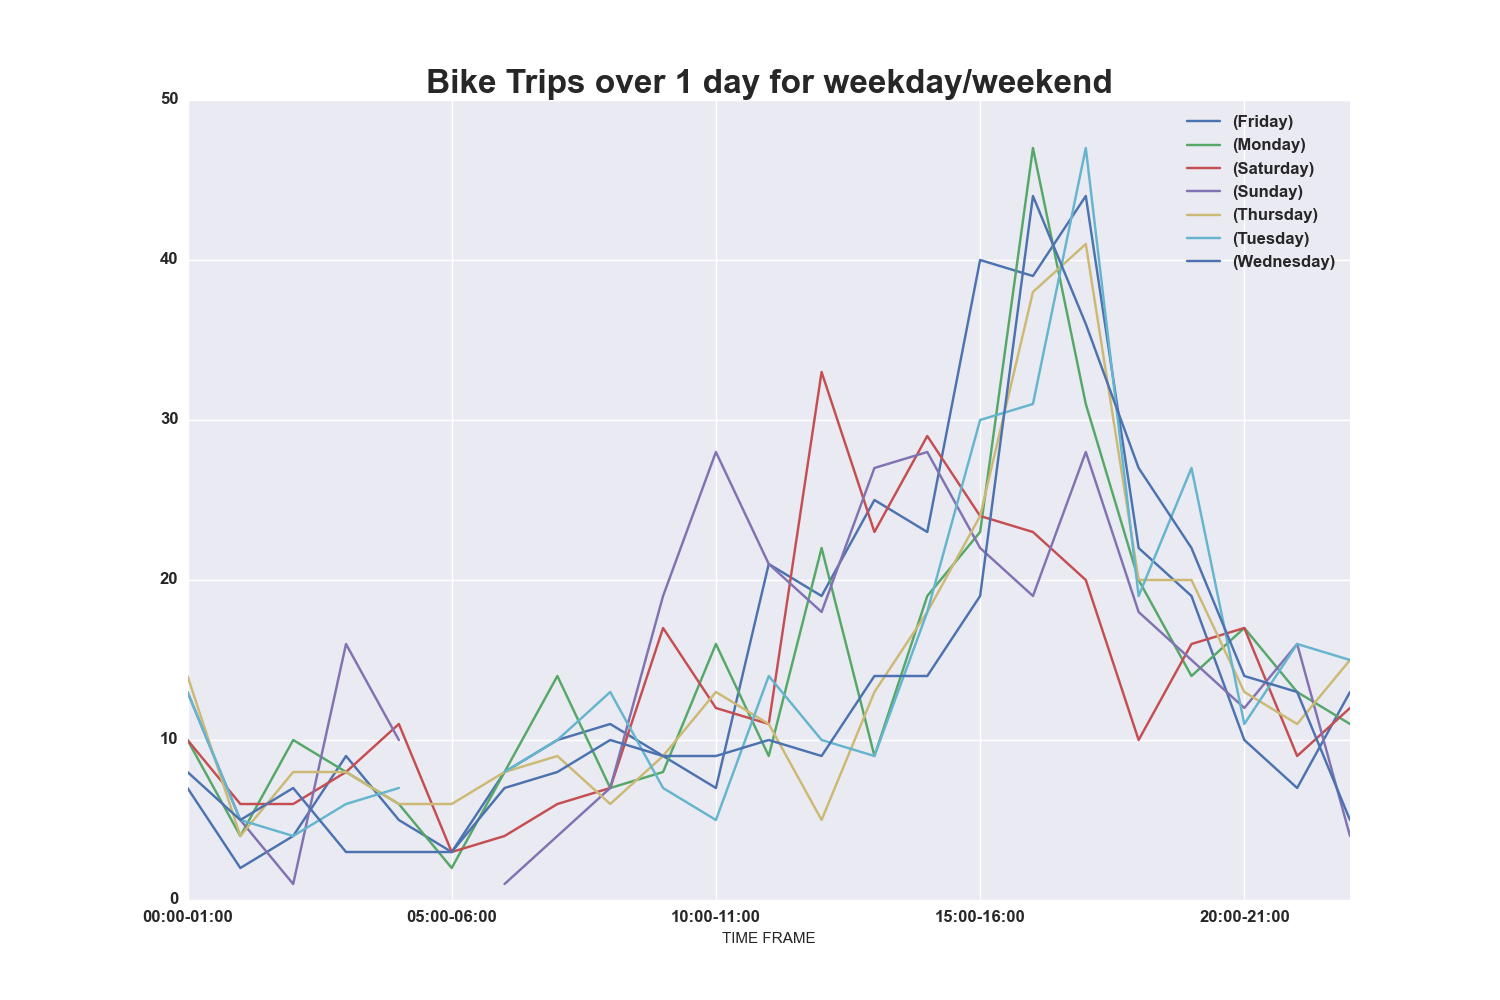 Bike Trips over 1 day for weekday/weekend
50
40
30
20
10
0
(Friday)
(Monday)
(Saturday)
(Sunday)
(Thursday)
(Tuesday)
(Wednesday)
00:00-01:00 05:00-06:00 10:00-11:00 15:00-16:00 20:00-21:00
TIME FRAME